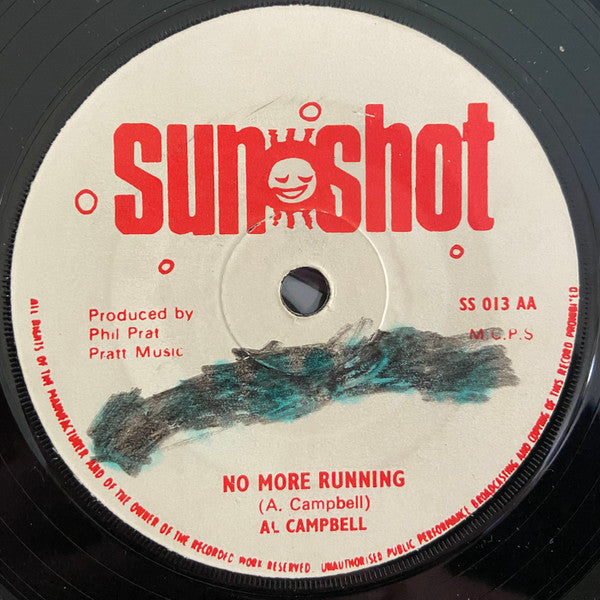 sun shot
Produced by
Phil Prat
Pratt Music
SS 013 AA
M.C.P.S
NO MORE RUNNING
(A. Campbell)
AL CAMPBELL
ALL RIGHTS OF THE MANUFACTURER AND OF THE OWNER OF THE RECORDED WORK RESERVED. UNAUTHORISED PUBLIC PERFORMANCE BROADCASTING AND COPYING OF THIS RECORD PROHIBITED